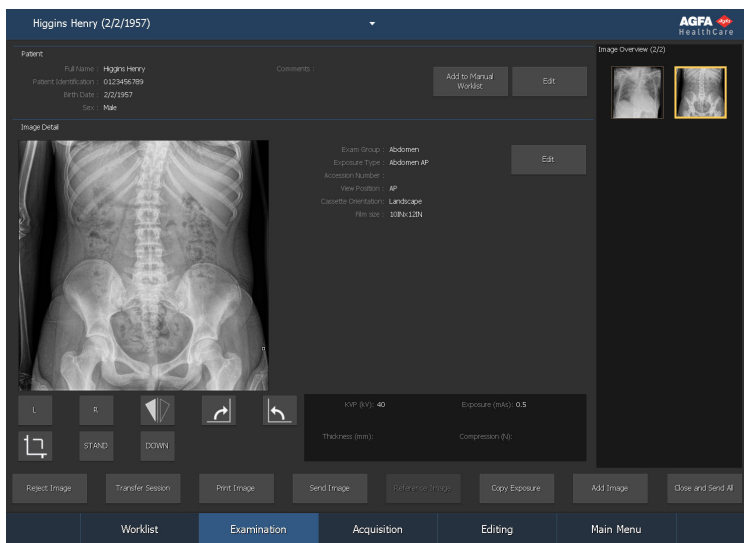 Higgins Henry (2/2/1957)
AGFA
HealthCare
Patient
Full Name : Higgins Henry
Patient Identification : 0123456789
Birth Date : 2/2/1957
Sex : Male
Comments :
Add to Manual
Worklist
Edit
Image Overview (2/2)
Image Detail
Exam Group : Abdomen
Exposure Type : Abdomen AP
Accession Number :
View Position : AP
Cassette Orientation: Landscape
Film size : 10INx12IN
Edit
L
R
STAND
DOWN
KVP (kV): 40
Exposure (mAs): 0.5
Thickness (mm):
Compression (N):
Reject Image
Transfer Session
Print Image
Send Image
Reference Image
Copy Exposure
Add Image
Close and Send All
Worklist
Examination
Acquisition
Editing
Main Menu